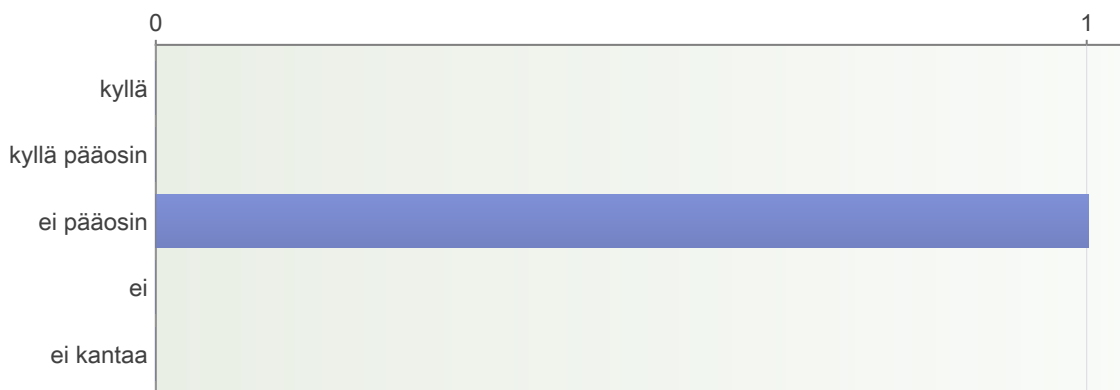 0 1
kyllä
kyllä pääosin
ei pääosin
ei
ei kantaa